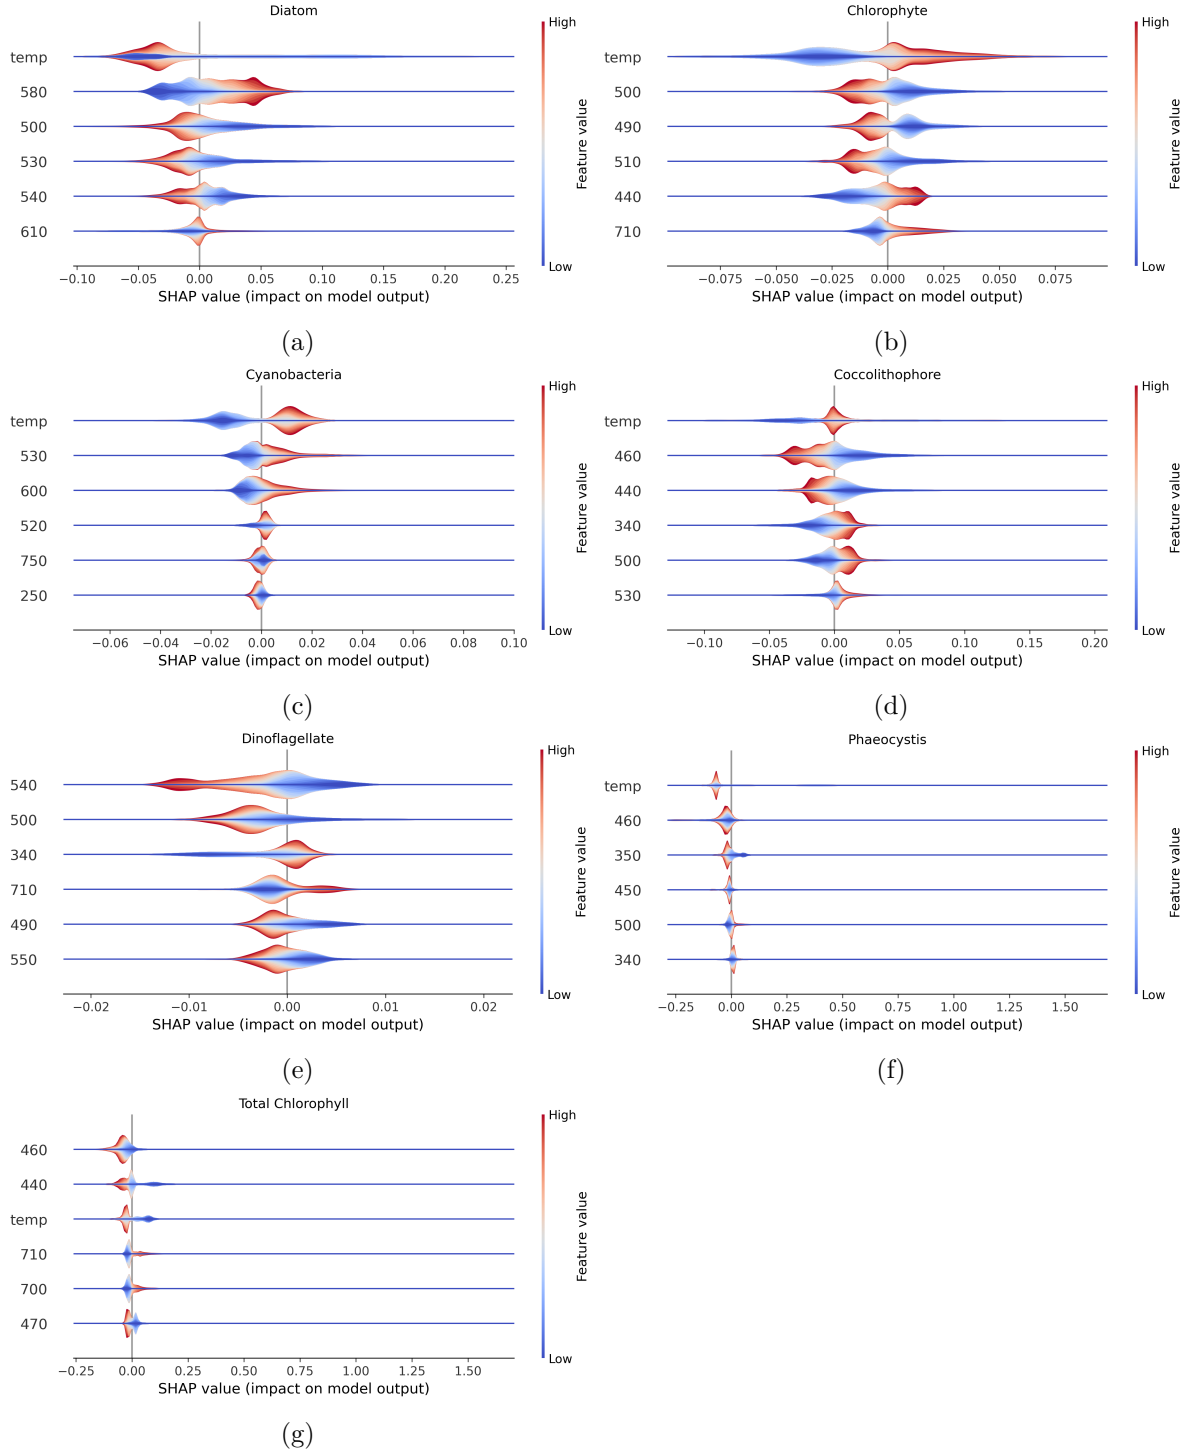 Diatom
High
temp
580
500
530
540
610
Feature value
Low
−0.10 −0.05 0.00 0.05 0.10 0.15 0.20 0.25
SHAP value (impact on model output)
(a)
Chlorophyte
High
temp
500
490
510
440
710
Feature value
Low
−0.075 −0.050 −0.025 0.000 0.025 0.050 0.075
SHAP value (impact on model output)
(b)
Cyanobacteria
High
temp
530
600
520
750
250
Feature value
Low
−0.06 −0.04 −0.02 0.00 0.02 0.04 0.06 0.08 0.10
SHAP value (impact on model output)
(c)
Coccolithophore
High
temp
460
440
340
500
530
Feature value
Low
−0.10 −0.05 0.00 0.05 0.10 0.15 0.20
SHAP value (impact on model output)
(d)
Dinoflagellate
High
540
500
340
710
490
550
Feature value
Low
−0.02 −0.01 0.00 0.01 0.02
SHAP value (impact on model output)
(e)
Phaeocystis
High
temp
460
350
450
500
340
Feature value
Low
−0.25 0.00 0.25 0.50 0.75 1.00 1.25 1.50
SHAP value (impact on model output)
(f)
Total Chlorophyll
High
460
440
temp
710
700
470
Feature value
Low
−0.25 0.00 0.25 0.50 0.75 1.00 1.25 1.50
SHAP value (impact on model output)
(g)